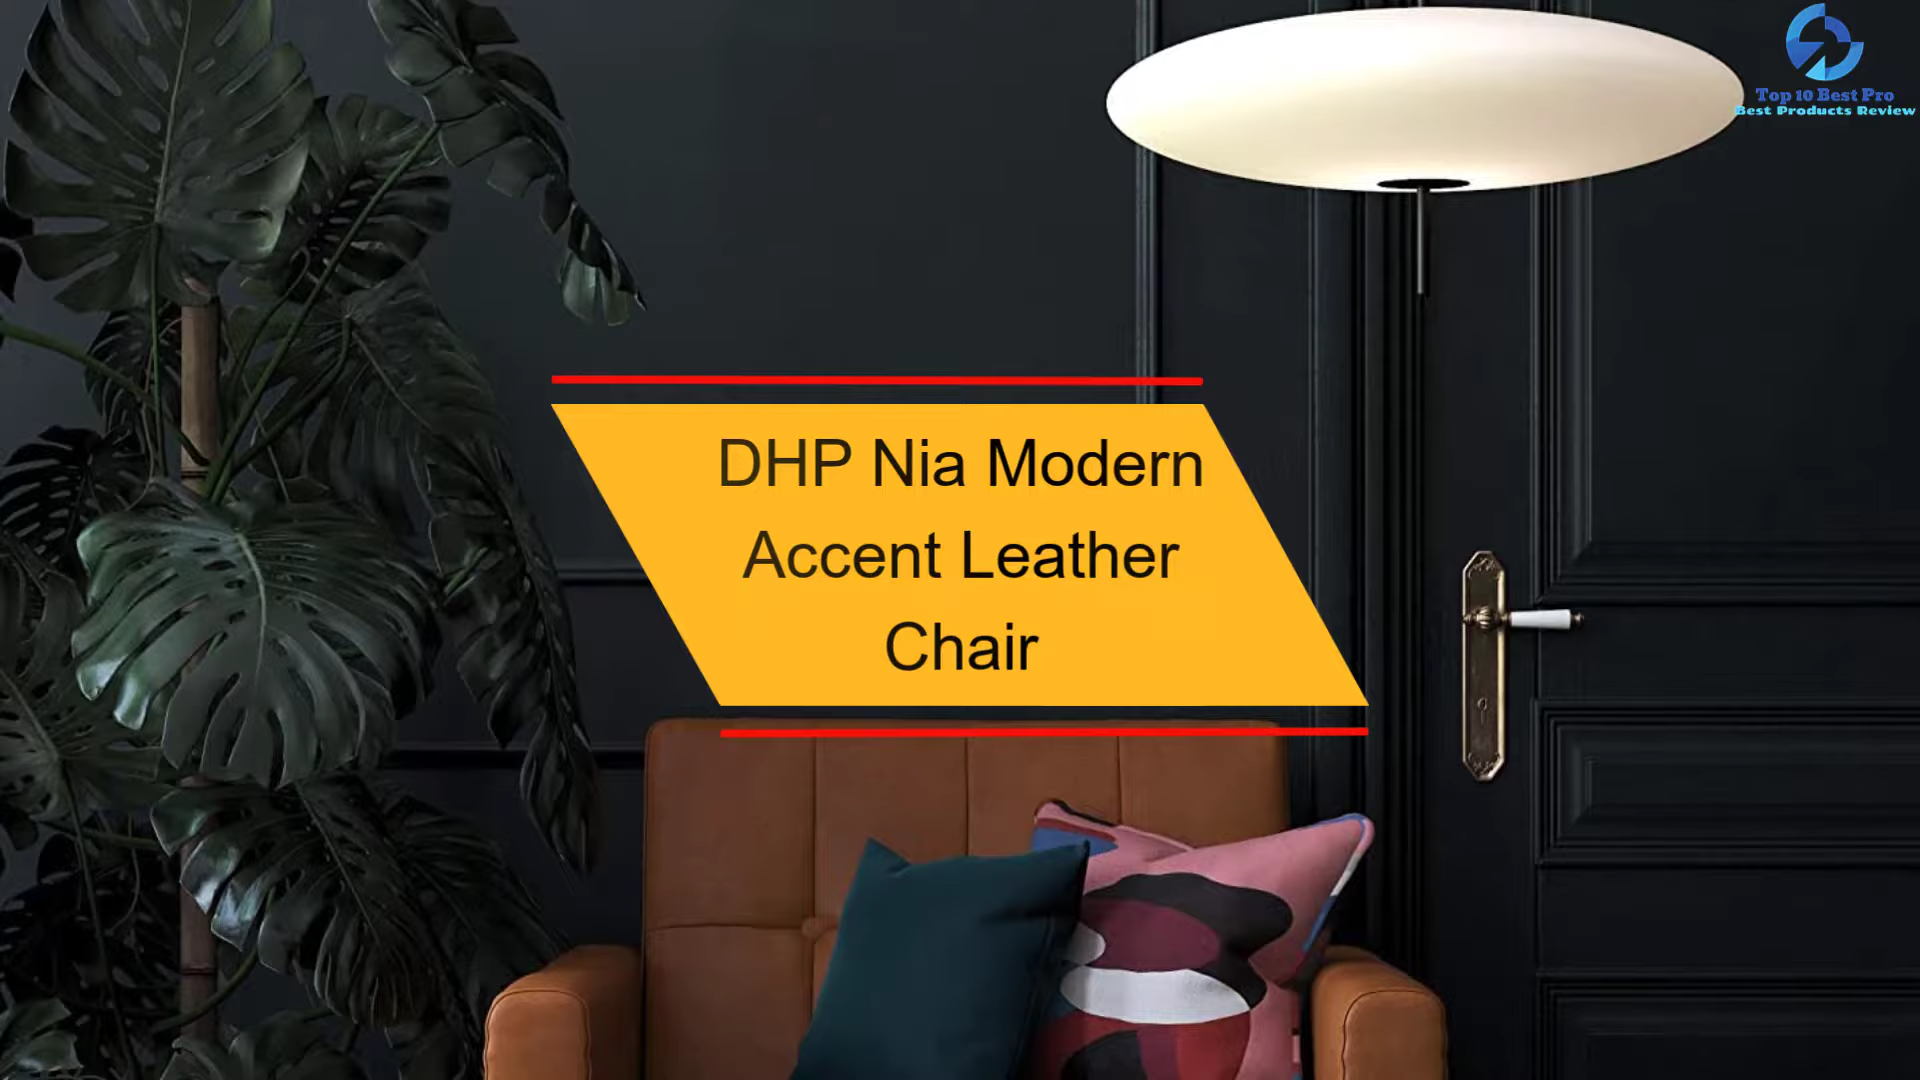 Top 10 Best Pro
Best Products Review
DHP Nia Modern
Accent Leather
Chair